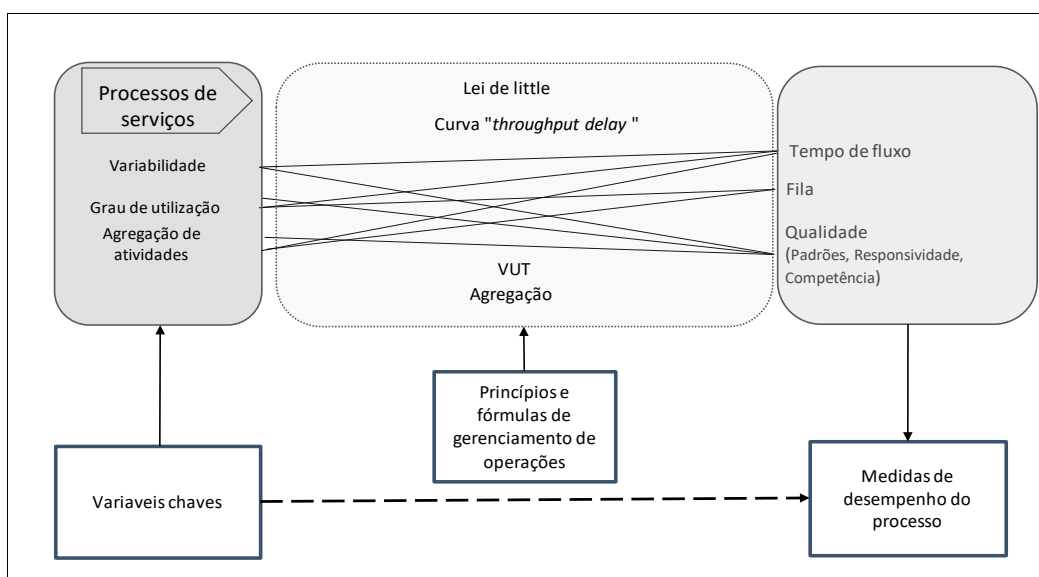 Processos de
serviços
Variabilidade
Grau de utilização
Agregação de
atividades
Lei de little
Curva "throughput delay "
VUT
Agregação
Tempo de fluxo
Fila
Qualidade
(Padrões, Responsividade,
Competência)
Princípios e
fórmulas de
gerenciamento de
operações
Variaveis chaves
Medidas de
desempenho do
processo